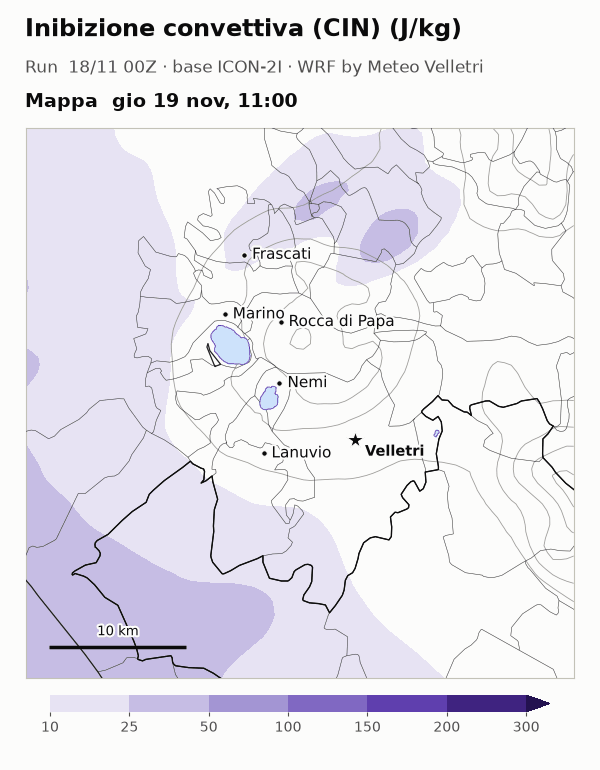 Inibizione convettiva (CIN) (J/kg)
Run 18/11 00Z · base ICON-2I · WRF by Meteo Velletri
Mappa gio 19 nov, 11:00
Frascati
Marino
Rocca di Papa
Nemi
Velletri
Lanuvio
10 km
10 25 50 100 150 200 300